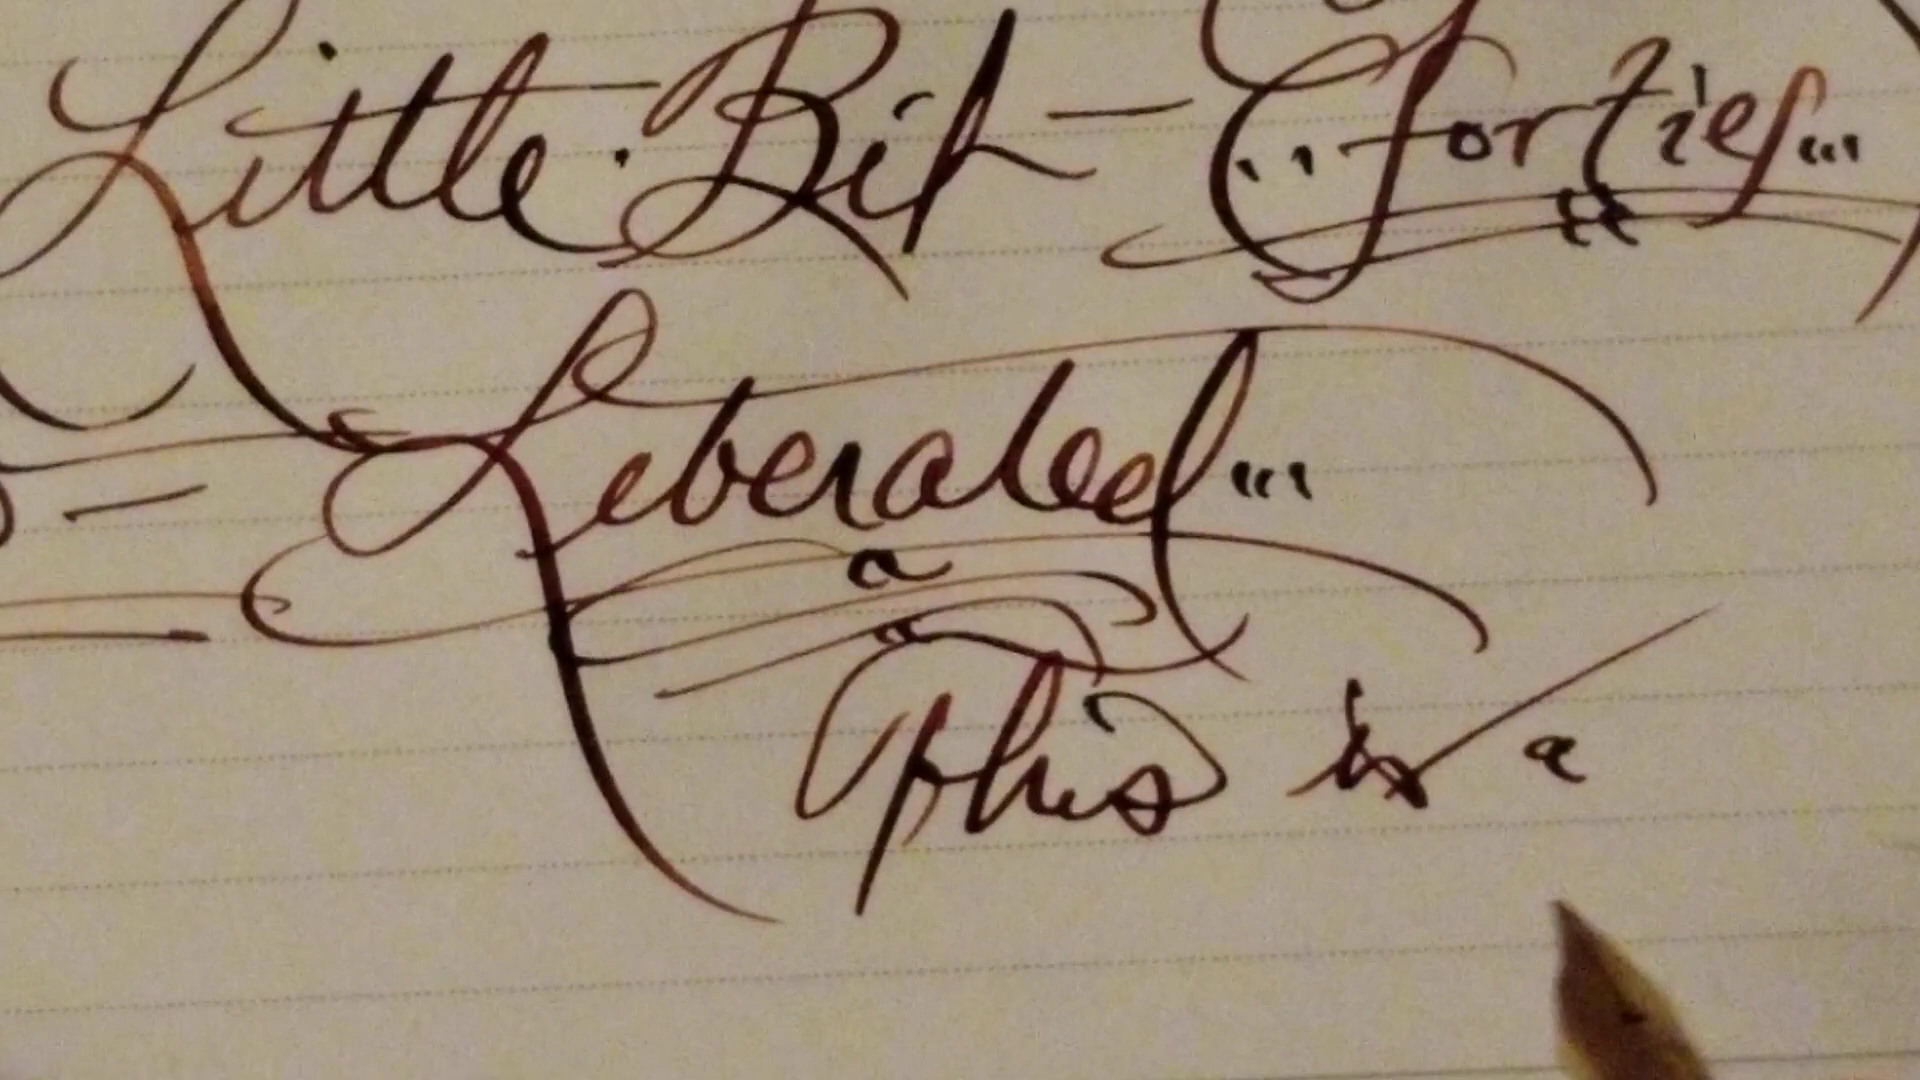 Little Bit - Forties...
- Liberated...
This is a